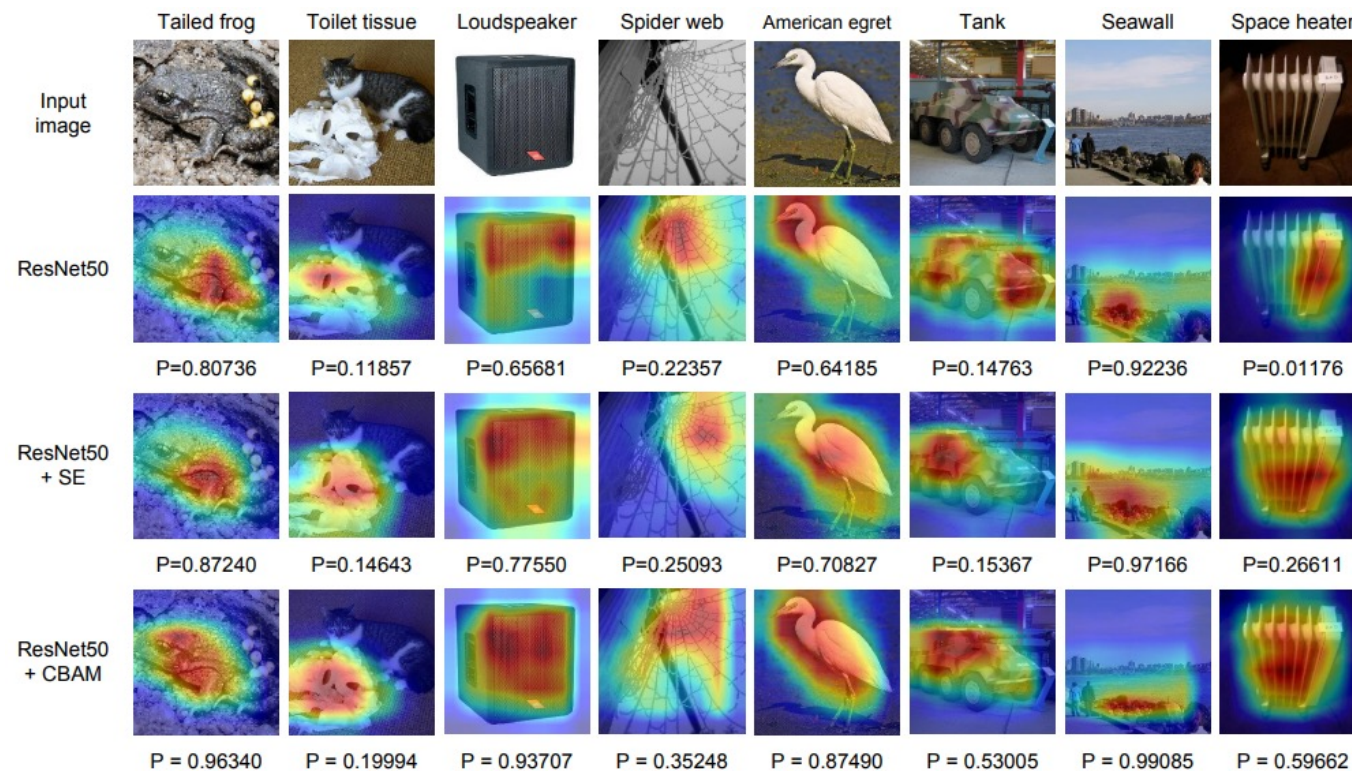 Tailed frog Toilet tissue Loudspeaker Spider web American egret Tank Seawall Space heater
Input
image
ResNet50
P=0.80736 P=0.11857 P=0.65681 P=0.22357 P=0.64185 P=0.14763 P=0.92236 P=0.01176
ResNet50
+ SE
P=0.87240 P=0.14643 P=0.77550 P=0.25093 P=0.70827 P=0.15367 P=0.97166 P=0.26611
ResNet50
+ CBAM
P = 0.96340 P = 0.19994 P = 0.93707 P = 0.35248 P = 0.87490 P = 0.53005 P = 0.99085 P = 0.59662